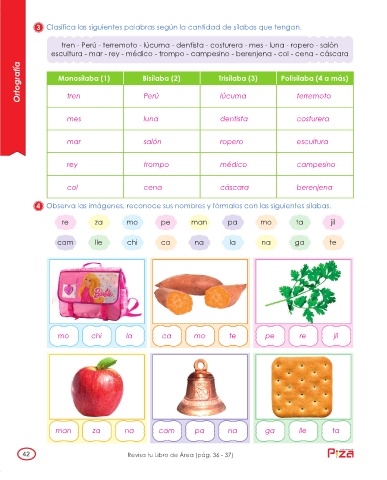 3 Clasifica las siguientes palabras según la cantidad de sílabas que tengan.
tren - Perú - terremoto - lúcuma - dentista - costurera - mes - luna - ropero - salón
escultura - mar - rey - médico - trompo - campesino - berenjena - col - cena - cáscara
Ortografía
Monosílaba (1) Bisílaba (2) Trisílaba (3) Polisílaba (4 a más)
tren Perú lúcuma terremoto
mes luna dentista costurera
mar salón ropero escultura
rey trompo médico campesino
col cena cáscara berenjena
4 Observa las imágenes, reconoce sus nombres y fórmalos con las siguientes sílabas.
re za mo pe man pa mo ta jil
cam lle chi ca na la na ga te
Barbie
mo chi la ca mo te pe re jil
man za na cam pa na ga lle ta
42 Revisa tu Libro de Área (pág. 36 - 37) Piza